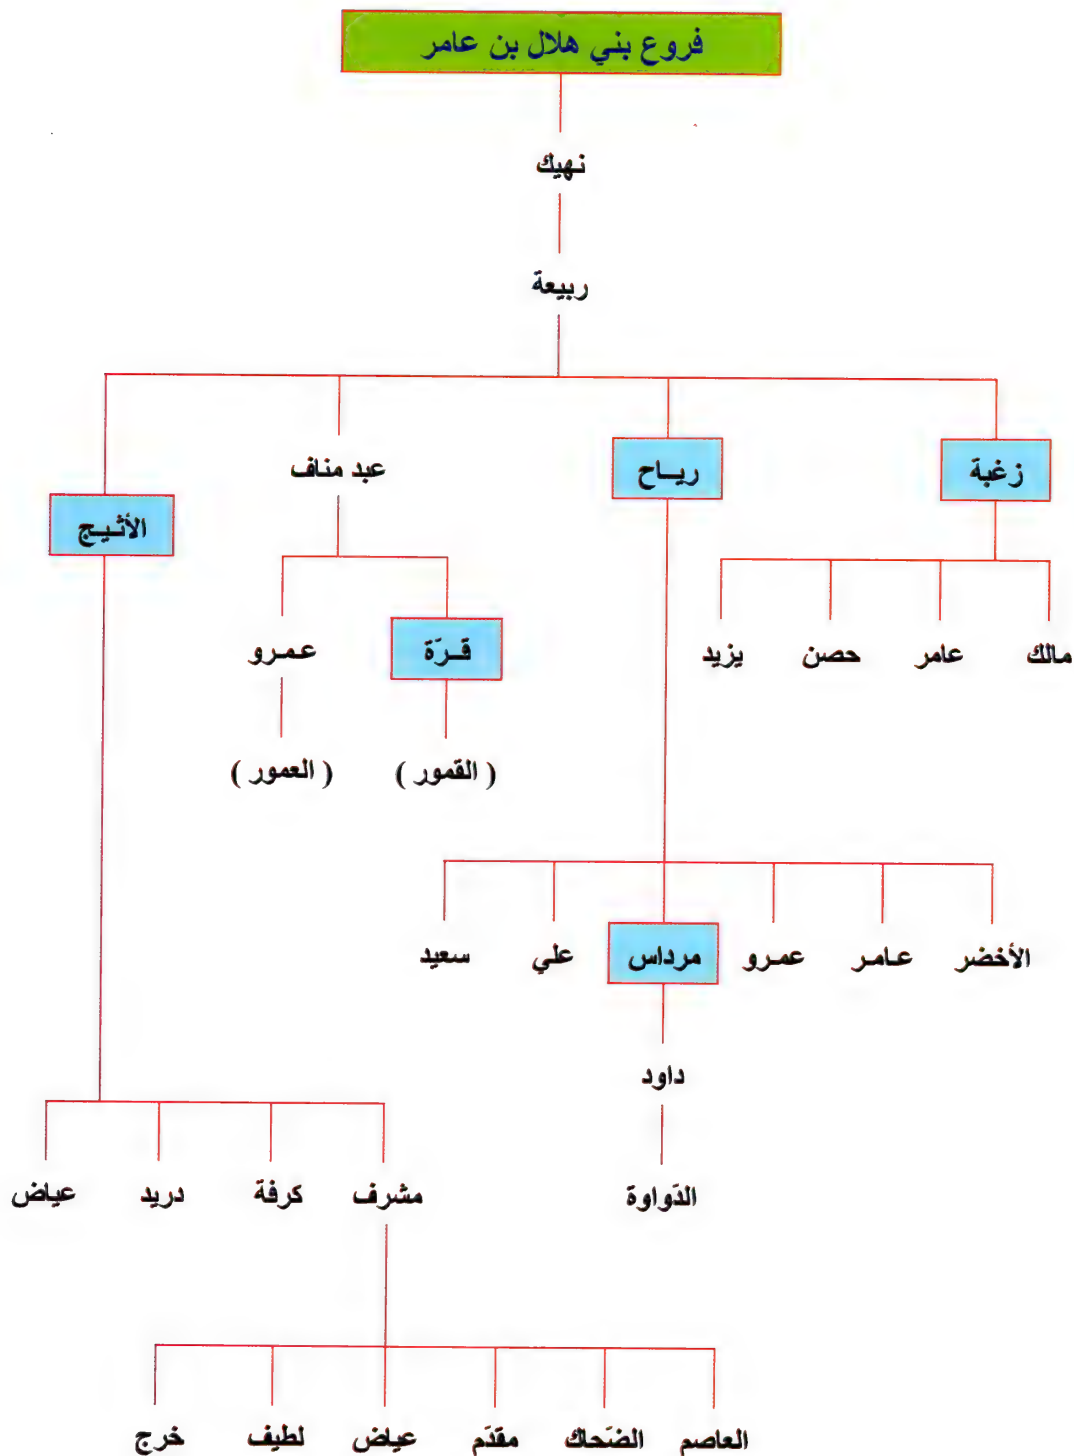 فروع بني هلال بن عامر
نهيك
ربيعة
زغبة
رياح
عبد مناف
الأثبج
مالك
عامر
حصن
يزيد
قرّة
عمرو
(القمور)
(العمور)
الأخضر
عامر
عمرو
مرداس
علي
سعيد
داود
الدّواوة
مشرف
كرفة
دريد
عياض
العاصم
الضّحاك
مقدّم
عياض
لطيف
خرج